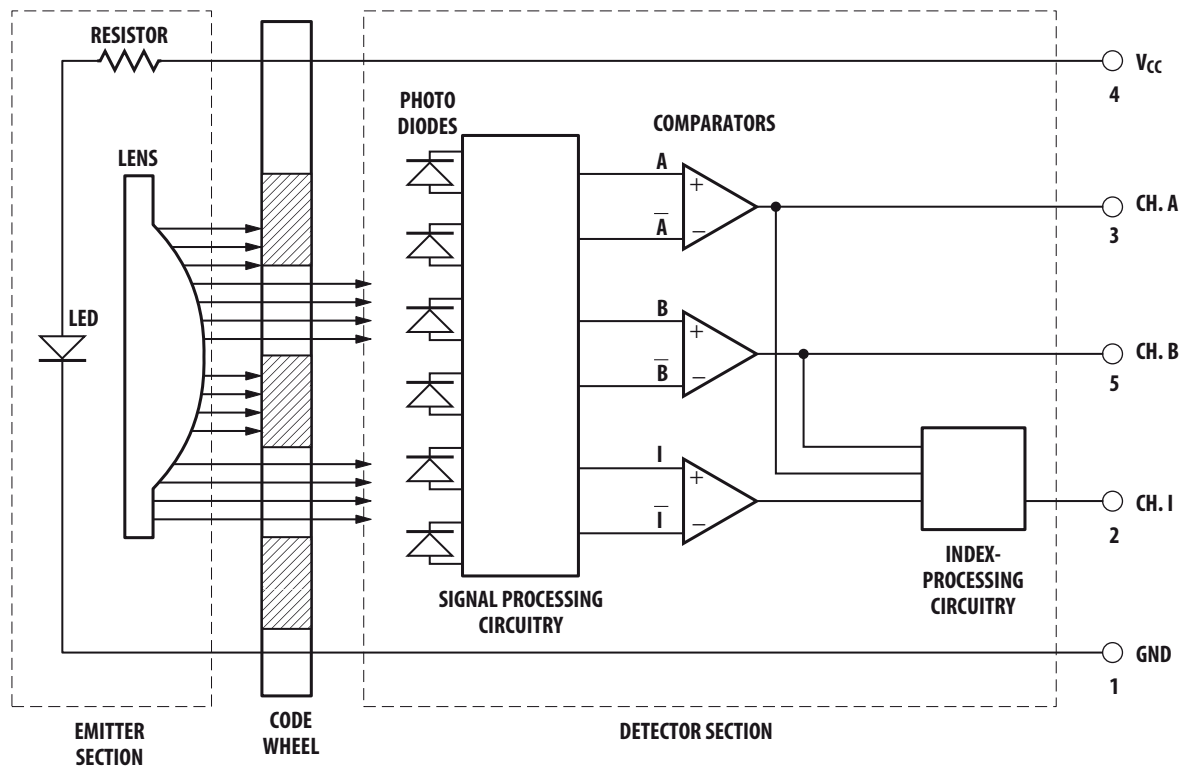 RESISTOR
LENS
LED
EMITTER
SECTION
CODE
WHEEL
PHOTO
DIODES
COMPARATORS
A
+
A̅
−
B
+
B̅
−
I
+
I̅
−
SIGNAL PROCESSING
CIRCUITRY
INDEX-
PROCESSING
CIRCUITRY
DETECTOR SECTION
VCC
4
CH. A
3
CH. B
5
CH. I
2
GND
1